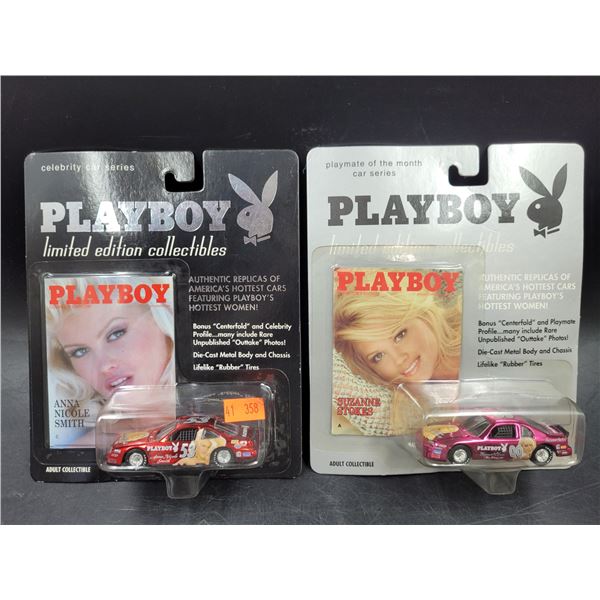 celebrity car series
PLAYBOY
limited edition collectibles
PLAYBOY
ANNA
NICOLE
SMITH
AUTHENTIC REPLICAS OF
AMERICA'S HOTTEST CARS
FEATURING PLAYBOY'S
HOTTEST WOMEN!
Bonus "Centerfold" and Celebrity
Profile...many include Rare
Unpublished "Outtake" Photos!
Die-Cast Metal Body and Chassis
Lifelike "Rubber" Tires
41 358
PLAYBOY
53
ADULT COLLECTIBLE
playmate of the month
car series
PLAYBOY
limited edition collectibles
PLAYBOY
SUZANNE
STOKES
A
AUTHENTIC REPLICAS OF
AMERICA'S HOTTEST CARS
FEATURING PLAYBOY'S
HOTTEST WOMEN!
Bonus "Centerfold" and Playmate
Profile...many include Rare
Unpublished "Outtake" Photos!
Die-Cast Metal Body and Chassis
Lifelike "Rubber" Tires
PLAYBOY
00
ADULT COLLECTIBLE